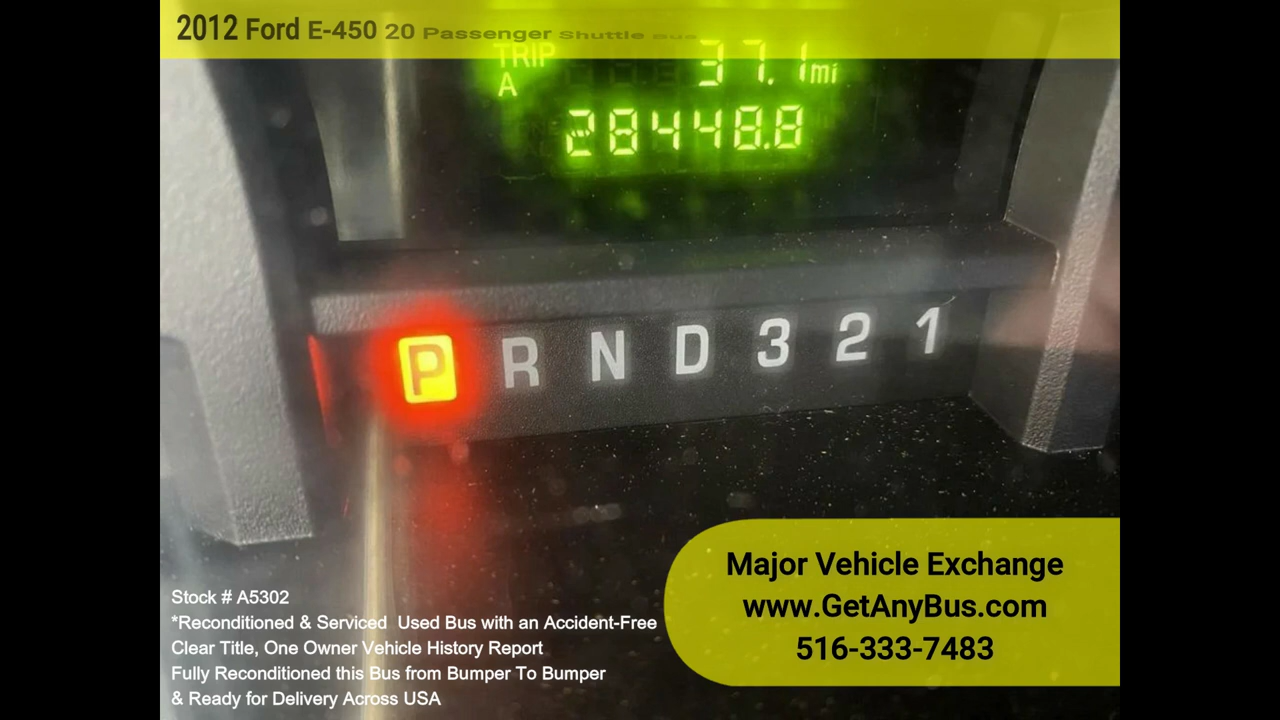 2012 Ford E-450 20 Passenger Shuttle Bus
TRIP
A
37.1 mi
28448.8
P R N D 3 2 1
Major Vehicle Exchange
www.GetAnyBus.com
516-333-7483
Stock # A5302
*Reconditioned & Serviced Used Bus with an Accident-Free
Clear Title, One Owner Vehicle History Report
Fully Reconditioned this Bus from Bumper To Bumper
& Ready for Delivery Across USA